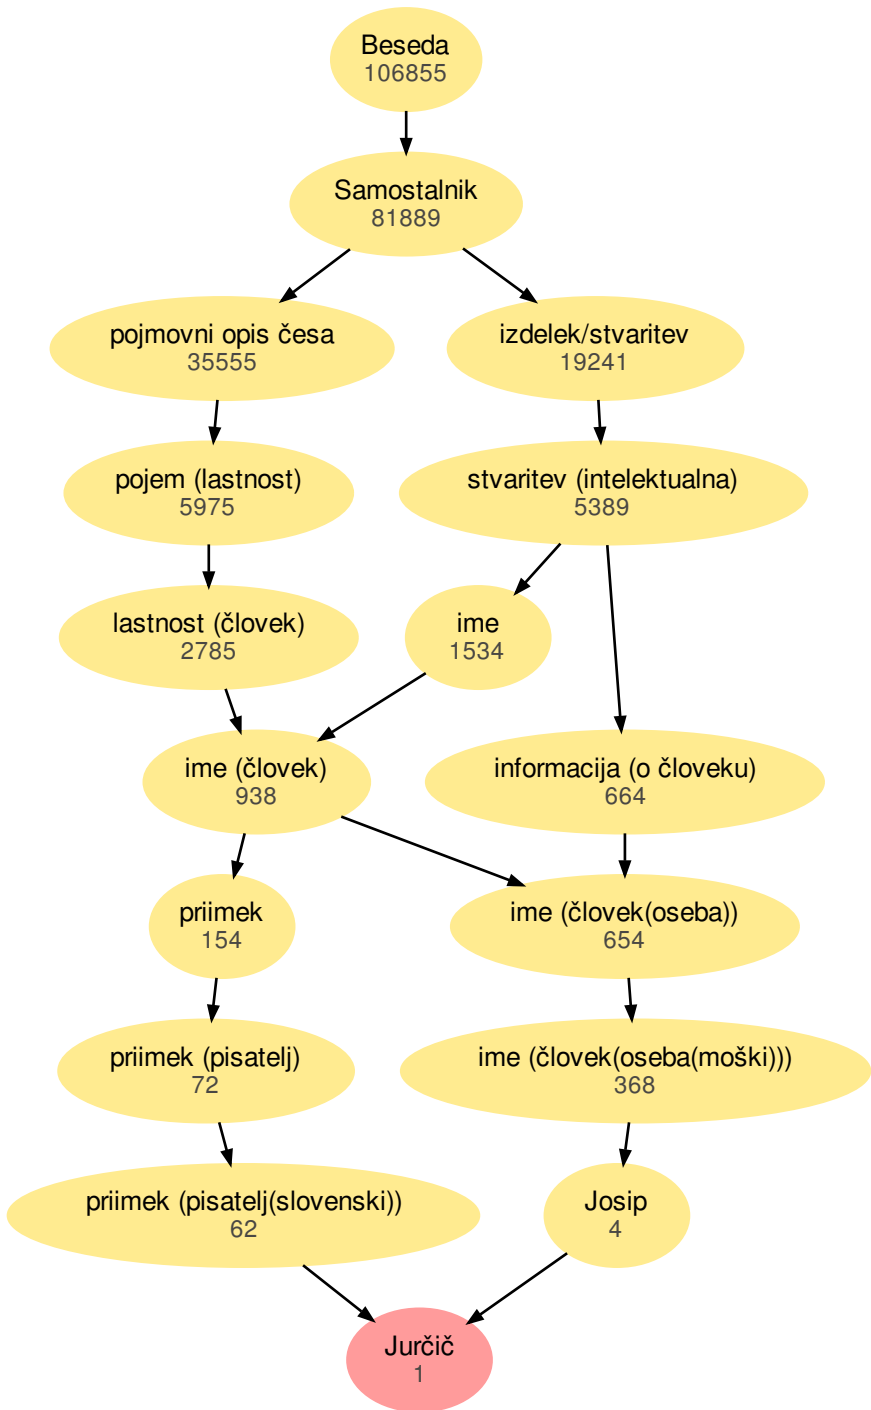 Beseda
106855
Samostalnik
81889
pojmovni opis česa
35555
izdelek/stvaritev
19241
pojem (lastnost)
5975
stvaritev (intelektualna)
5389
lastnost (človek)
2785
ime
1534
ime (človek)
938
informacija (o človeku)
664
priimek
154
ime (človek(oseba))
654
priimek (pisatelj)
72
ime (človek(oseba(moški)))
368
priimek (pisatelj(slovenski))
62
Josip
4
Jurčič
1